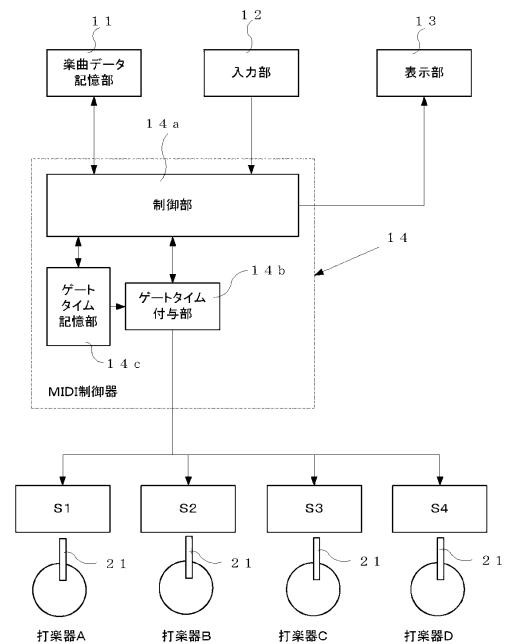 １１
１２
１３
楽曲データ
記憶部
入力部
表示部
１４a
制御部
１４
ゲート
タイム
記憶部
ゲートタイム
付与部
１４b
１４c
MIDI制御器
S1
S2
S3
S4
２１
２１
２１
２１
打楽器A
打楽器B
打楽器C
打楽器D